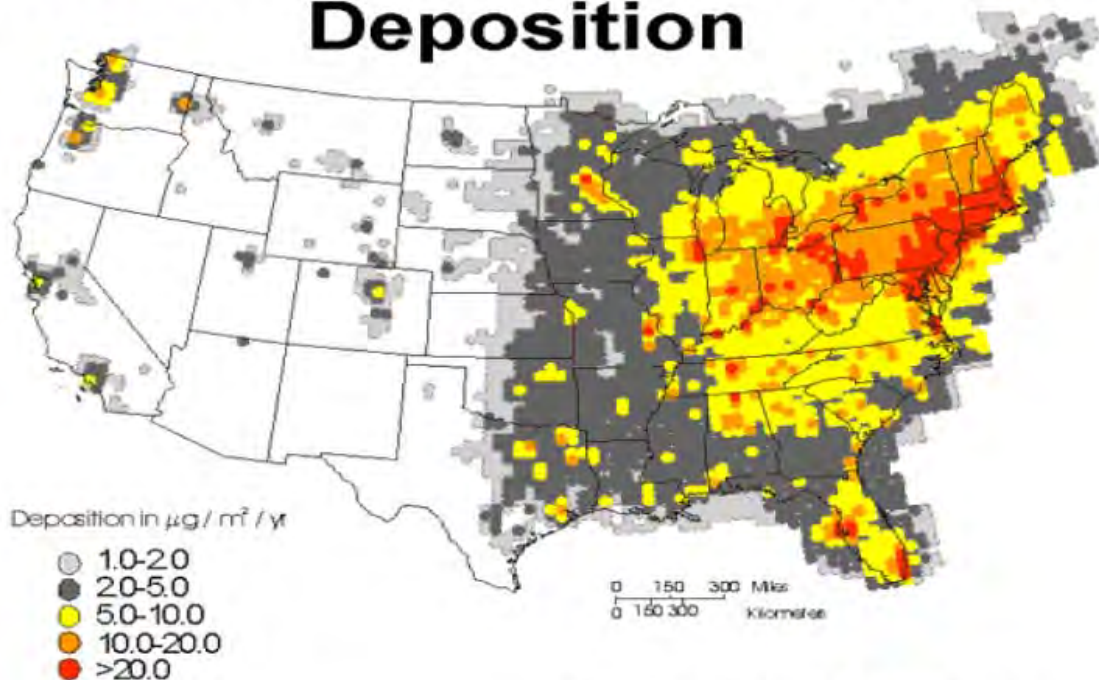 Deposition
Deposition in μg / m² / yr
1.0-2.0
2.0-5.0
5.0-10.0
10.0-20.0
>20.0
0 150 300 Miles
0 150 300 Kilometers